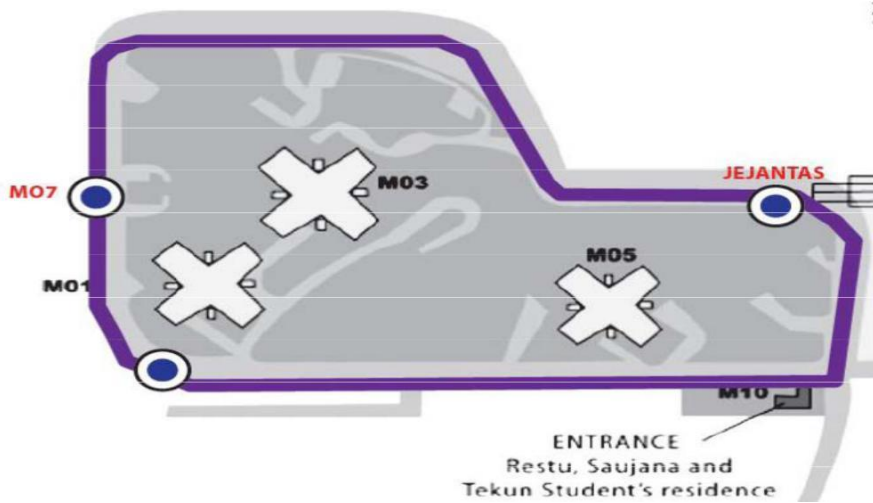 JEJANTAS
MO7
M03
M05
M01
M10
ENTRANCE
Restu, Saujana and
Tekun Student's residence